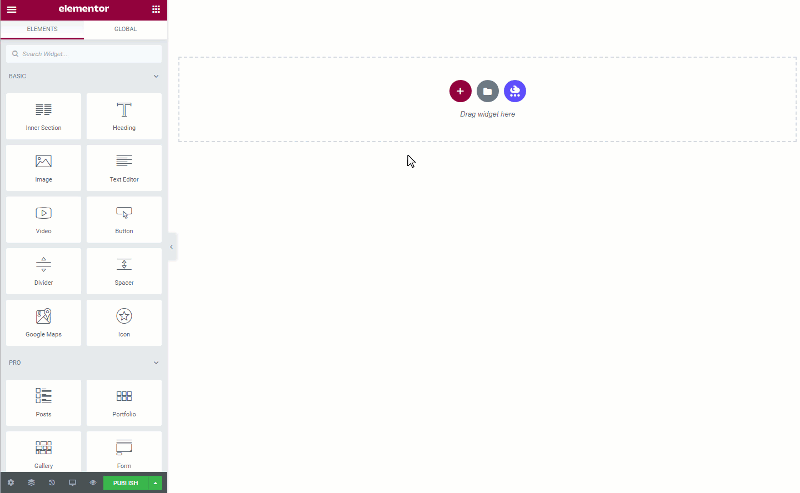 elementor
ELEMENTS GLOBAL
Search Widget...
BASIC
Inner Section Heading
Image Text Editor
Video Button
Divider Spacer
Google Maps Icon
PRO
Posts Portfolio
Gallery Form
PUBLISH
Drag widget here